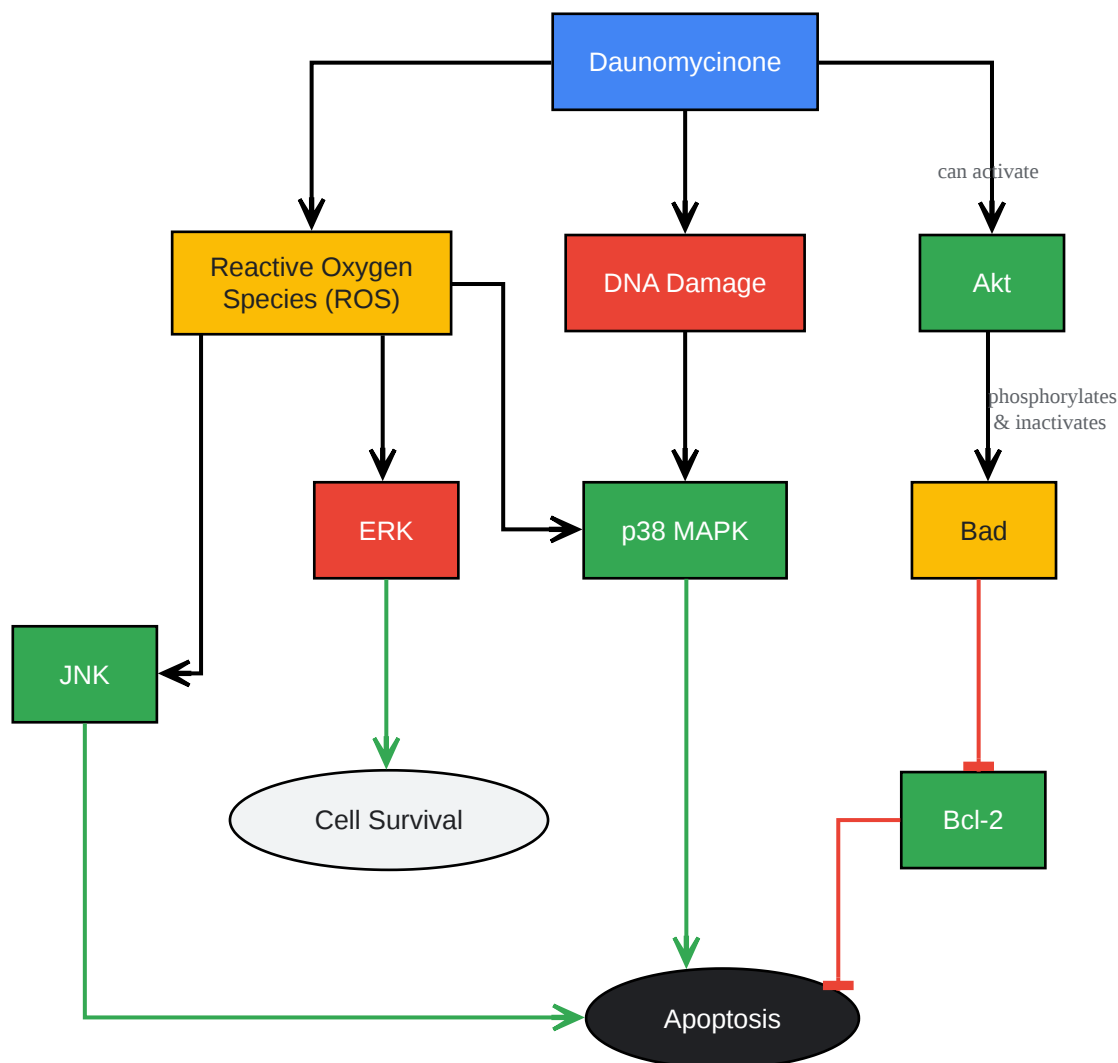 Daunomycinone
can activate
Reactive Oxygen
Species (ROS)
DNA Damage
Akt
phosphorylates
& inactivates
ERK
p38 MAPK
Bad
JNK
Cell Survival
Bcl-2
Apoptosis